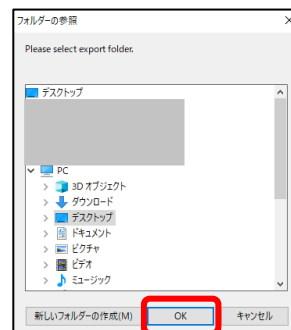 フォルダーの参照
Please select export folder.
デスクトップ
PC
3D オブジェクト
ダウンロード
デスクトップ
ドキュメント
ピクチャ
ビデオ
ミュージック
新しいフォルダーの作成(M) OK キャンセル